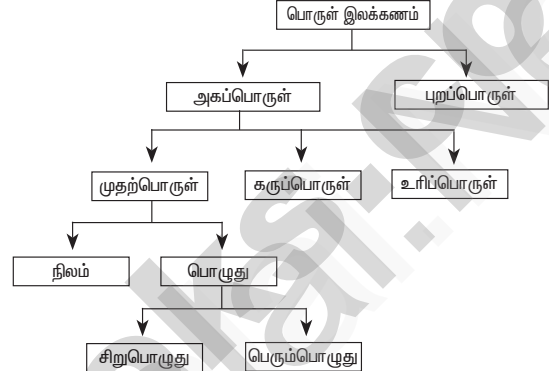 பொருள் இலக்கணம்
அகப்பொருள்
புறப்பொருள்
முதற்பொருள்
கருப்பொருள்
உரிப்பொருள்
நிலம்
பொழுது
சிறுபொழுது
பெரும்பொழுது